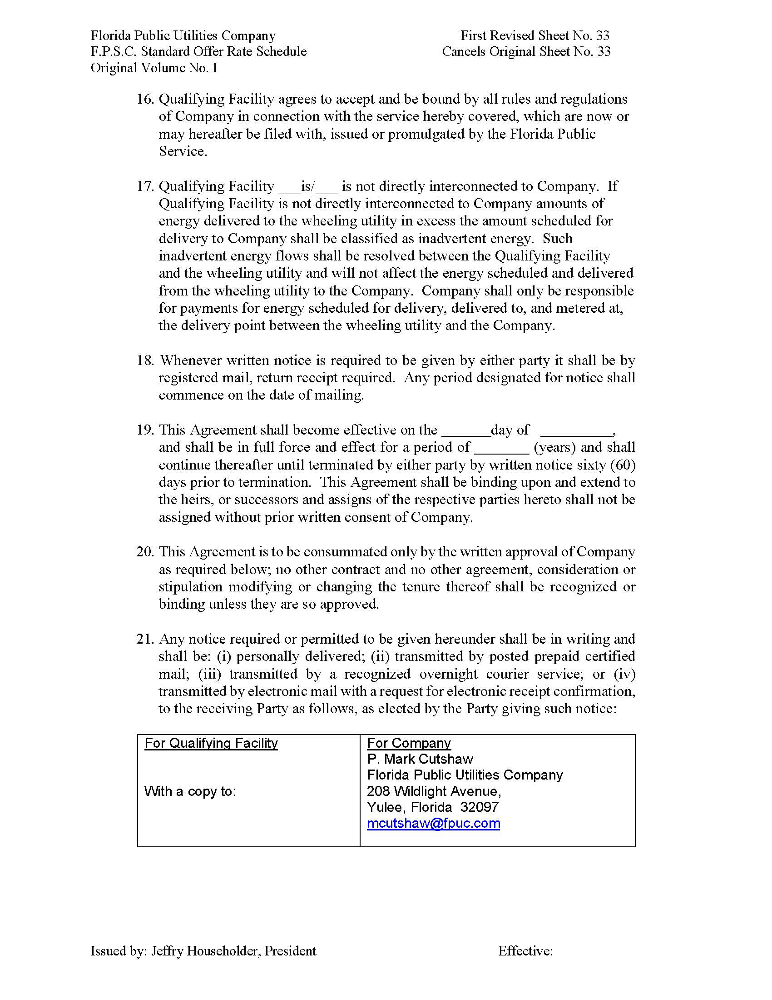 Florida Public Utilities Company First Revised Sheet No. 33
F.P.S.C. Standard Offer Rate Schedule Cancels Original Sheet No. 33
Original Volume No. I
16. Qualifying Facility agrees to accept and be bound by all rules and regulations
of Company in connection with the service hereby covered, which are now or
may hereafter be filed with, issued or promulgated by the Florida Public
Service.
17. Qualifying Facility ___is/___ is not directly interconnected to Company. If
Qualifying Facility is not directly interconnected to Company amounts of
energy delivered to the wheeling utility in excess the amount scheduled for
delivery to Company shall be classified as inadvertent energy. Such
inadvertent energy flows shall be resolved between the Qualifying Facility
and the wheeling utility and will not affect the energy scheduled and delivered
from the wheeling utility to the Company. Company shall only be responsible
for payments for energy scheduled for delivery, delivered to, and metered at,
the delivery point between the wheeling utility and the Company.
18. Whenever written notice is required to be given by either party it shall be by
registered mail, return receipt required. Any period designated for notice shall
commence on the date of mailing.
19. This Agreement shall become effective on the ______day of _________,
and shall be in full force and effect for a period of _______ (years) and shall
continue thereafter until terminated by either party by written notice sixty (60)
days prior to termination. This Agreement shall be binding upon and extend to
the heirs, or successors and assigns of the respective parties hereto shall not be
assigned without prior written consent of Company.
20. This Agreement is to be consummated only by the written approval of Company
as required below; no other contract and no other agreement, consideration or
stipulation modifying or changing the tenure thereof shall be recognized or
binding unless they are so approved.
21. Any notice required or permitted to be given hereunder shall be in writing and
shall be: (i) personally delivered; (ii) transmitted by posted prepaid certified
mail; (iii) transmitted by a recognized overnight courier service; or (iv)
transmitted by electronic mail with a request for electronic receipt confirmation,
to the receiving Party as follows, as elected by the Party giving such notice:
For Qualifying Facility
With a copy to:
For Company
P. Mark Cutshaw
Florida Public Utilities Company
208 Wildlight Avenue,
Yulee, Florida 32097
mcutshaw@fpuc.com
Issued by: Jeffry Householder, President Effective: